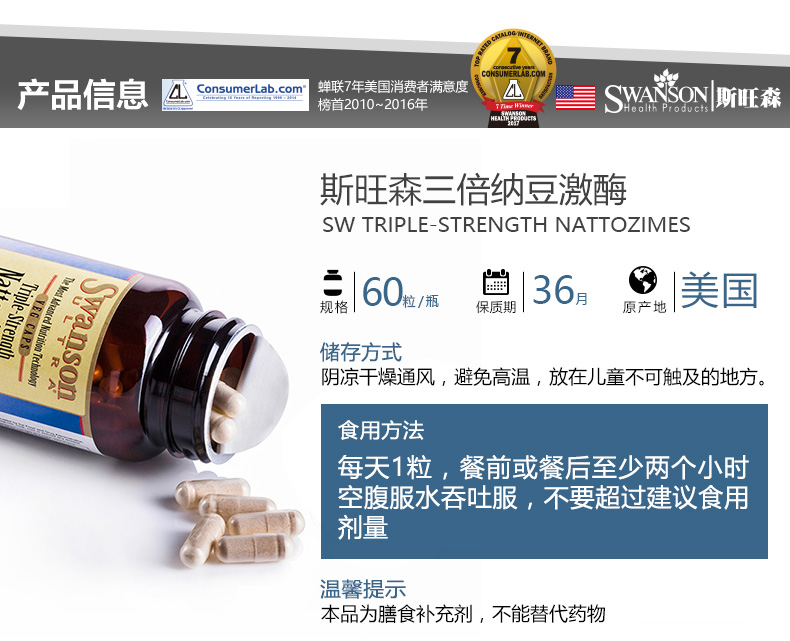 产品信息
ConsumerLab.com®
蝉联7年美国消费者满意度
榜首2010~2016年
TOP RATED CATALOG/INTERNET BRAND
7
consecutive years
CONSUMERLAB.COM
7 Time Winner
SWANSON
HEALTH PRODUCTS
2017
SWANSON
Health Products
斯旺森
斯旺森三倍纳豆激酶
SW TRIPLE-STRENGTH NATTOZIMES
规格 60粒/瓶
保质期 36月
原产地 美国
储存方式
阴凉干燥通风，避免高温，放在儿童不可触及的地方。
食用方法
每天1粒，餐前或餐后至少两个小时
空腹服水吞吐服，不要超过建议食用
剂量
温馨提示
本品为膳食补充剂，不能替代药物
Swanson
ULTRA
The Most Advanced Nutrition Technology
VEG CAPS
Triple-Strength